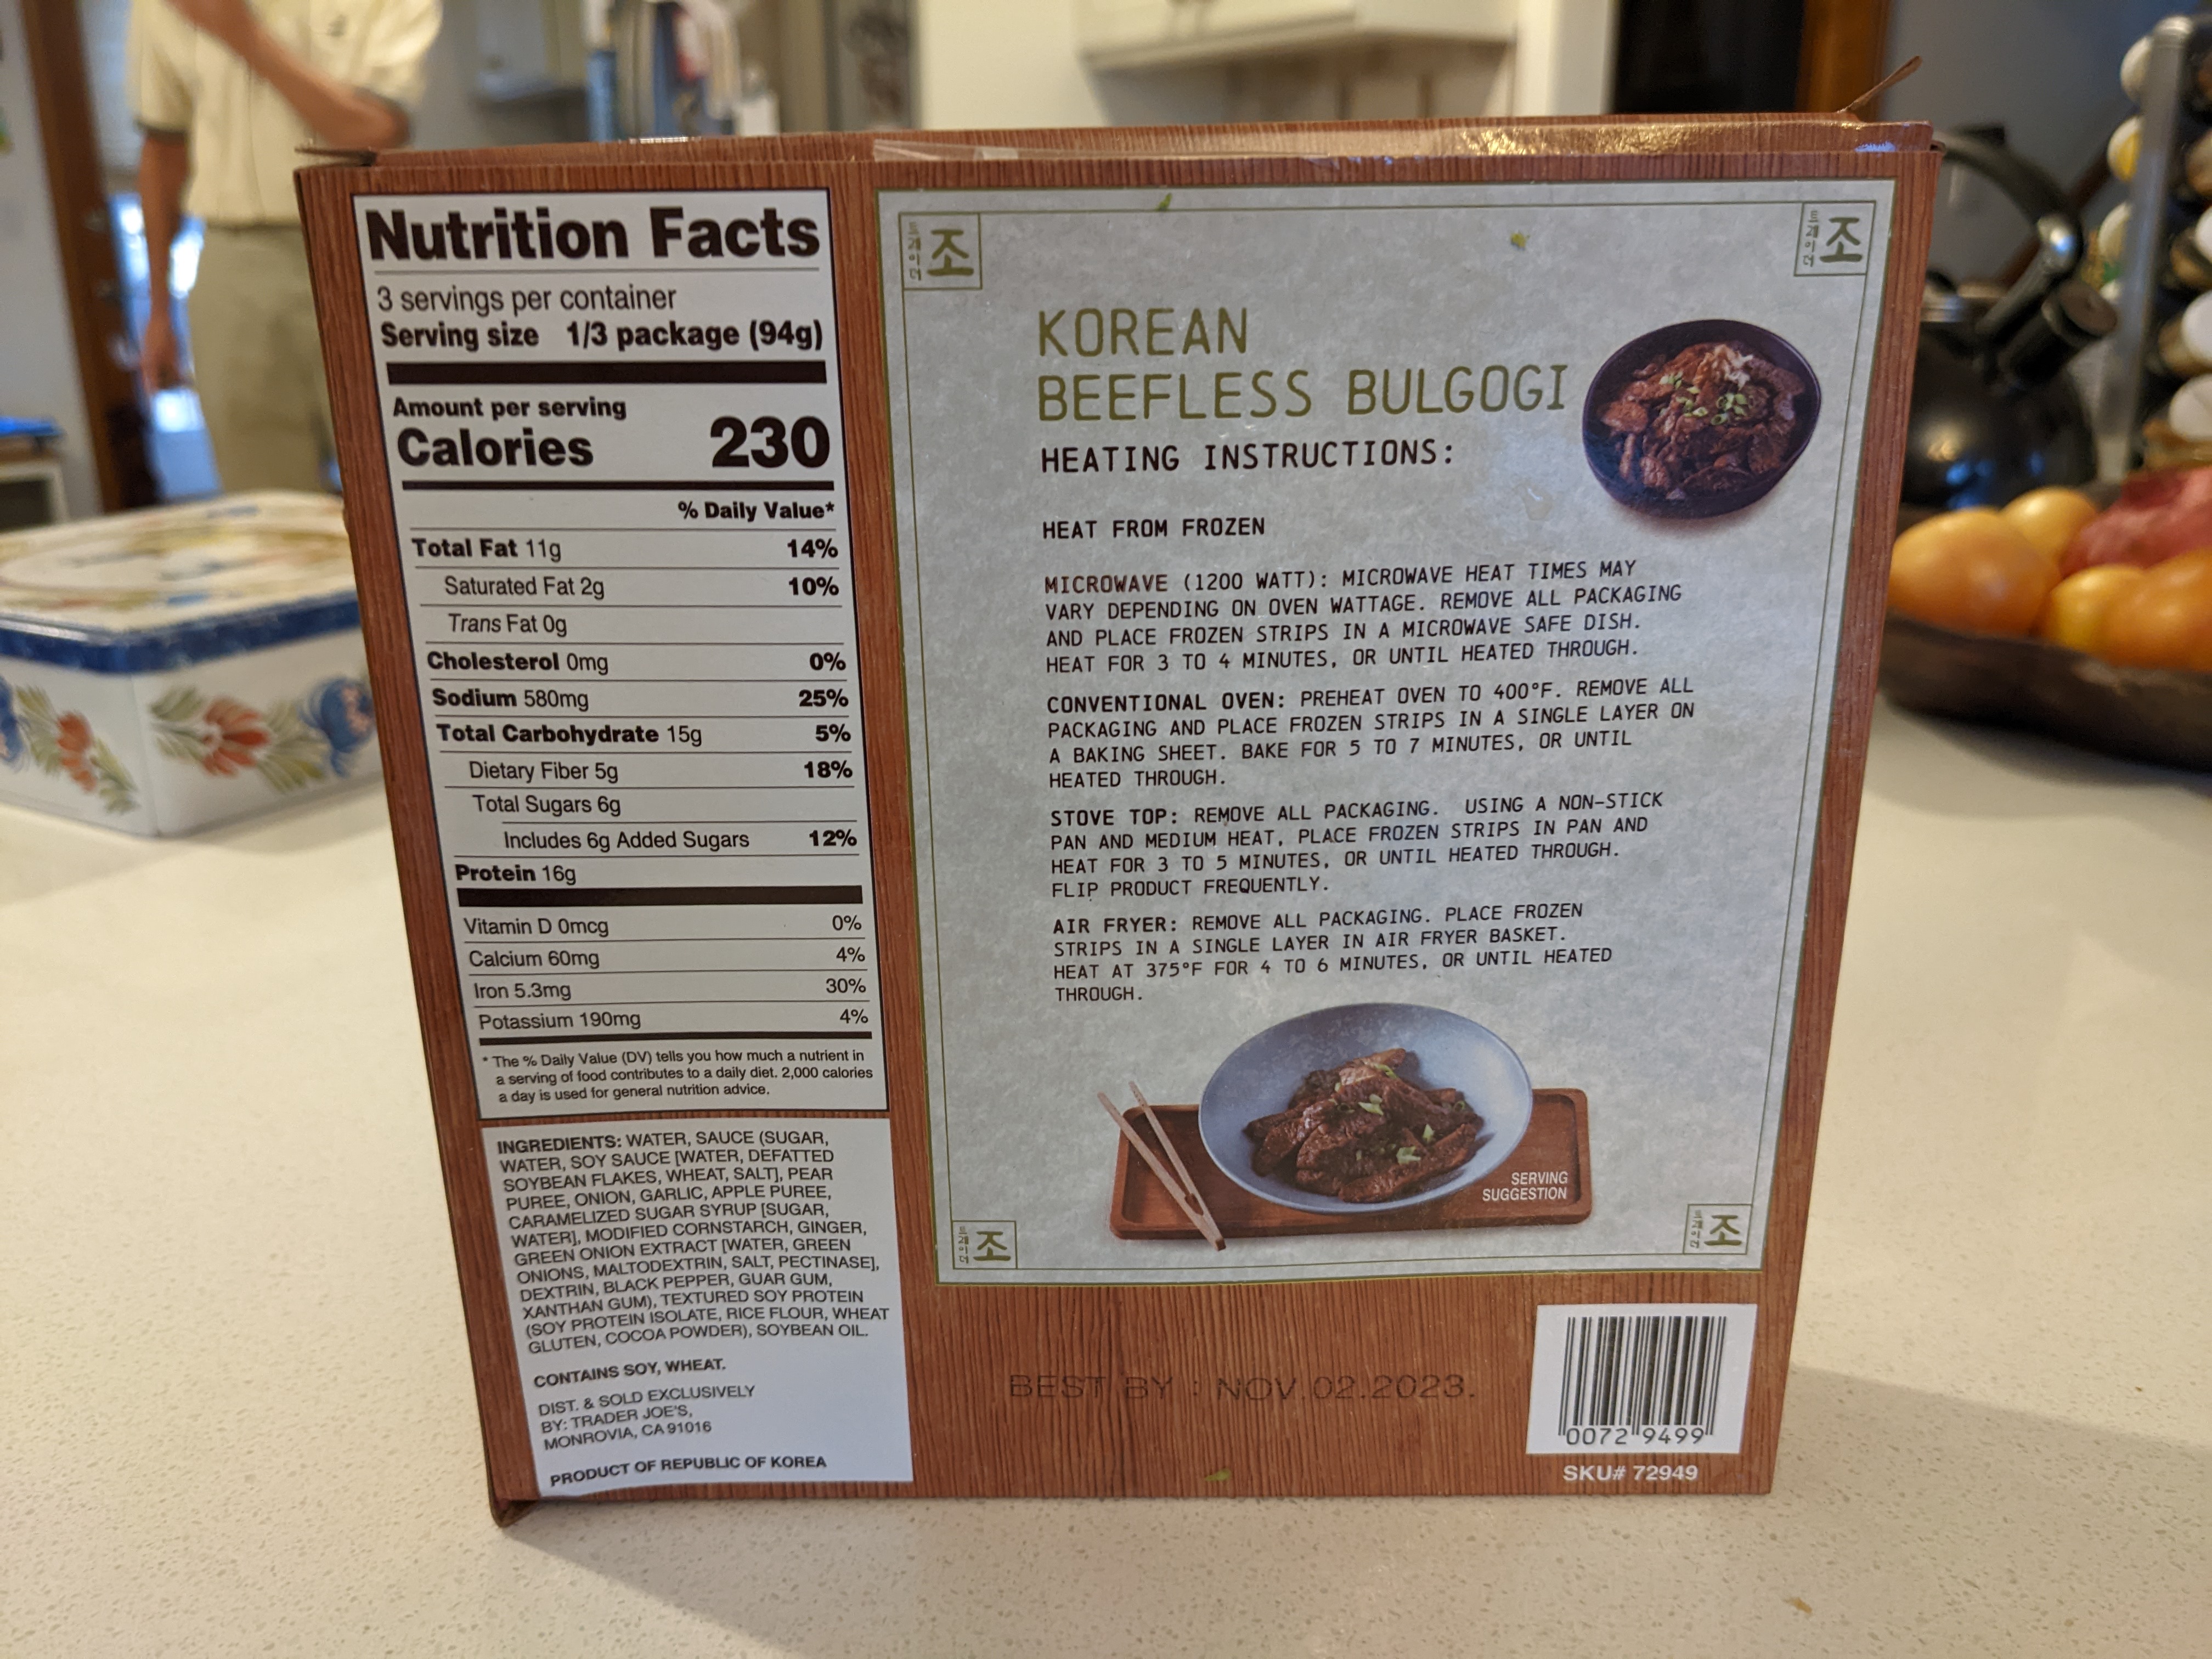 Nutrition Facts
3 servings per container
Serving size 1/3 package (94g)
Amount per serving
Calories 230
% Daily Value*
Total Fat 11g 14%
Saturated Fat 2g 10%
Trans Fat 0g
Cholesterol 0mg 0%
Sodium 580mg 25%
Total Carbohydrate 15g 5%
Dietary Fiber 5g 18%
Total Sugars 6g
Includes 6g Added Sugars 12%
Protein 16g
Vitamin D 0mcg 0%
Calcium 60mg 4%
Iron 5.3mg 30%
Potassium 190mg 4%
* The % Daily Value (DV) tells you how much a nutrient in
a serving of food contributes to a daily diet. 2,000 calories
a day is used for general nutrition advice.
INGREDIENTS: WATER, SAUCE (SUGAR,
WATER, SOY SAUCE [WATER, DEFATTED
SOYBEAN FLAKES, WHEAT, SALT], PEAR
PUREE, ONION, GARLIC, APPLE PUREE,
CARAMELIZED SUGAR SYRUP [SUGAR,
WATER], MODIFIED CORNSTARCH, GINGER,
GREEN ONION EXTRACT [WATER, GREEN
ONIONS, MALTODEXTRIN, SALT, PECTINASE],
DEXTRIN, BLACK PEPPER, GUAR GUM,
XANTHAN GUM), TEXTURED SOY PROTEIN
(SOY PROTEIN ISOLATE, RICE FLOUR, WHEAT
GLUTEN, COCOA POWDER), SOYBEAN OIL.
CONTAINS SOY, WHEAT.
DIST. & SOLD EXCLUSIVELY
BY: TRADER JOE'S,
MONROVIA, CA 91016
PRODUCT OF REPUBLIC OF KOREA
트레이더 조
트레이더 조
KOREAN
BEEFLESS BULGOGI
HEATING INSTRUCTIONS:
HEAT FROM FROZEN
MICROWAVE (1200 WATT): MICROWAVE HEAT TIMES MAY
VARY DEPENDING ON OVEN WATTAGE. REMOVE ALL PACKAGING
AND PLACE FROZEN STRIPS IN A MICROWAVE SAFE DISH.
HEAT FOR 3 TO 4 MINUTES, OR UNTIL HEATED THROUGH.
CONVENTIONAL OVEN: PREHEAT OVEN TO 400°F. REMOVE ALL
PACKAGING AND PLACE FROZEN STRIPS IN A SINGLE LAYER ON
A BAKING SHEET. BAKE FOR 5 TO 7 MINUTES, OR UNTIL
HEATED THROUGH.
STOVE TOP: REMOVE ALL PACKAGING. USING A NON-STICK
PAN AND MEDIUM HEAT, PLACE FROZEN STRIPS IN PAN AND
HEAT FOR 3 TO 5 MINUTES, OR UNTIL HEATED THROUGH.
FLIP PRODUCT FREQUENTLY.
AIR FRYER: REMOVE ALL PACKAGING. PLACE FROZEN
STRIPS IN A SINGLE LAYER IN AIR FRYER BASKET.
HEAT AT 375°F FOR 4 TO 6 MINUTES, OR UNTIL HEATED
THROUGH.
SERVING
SUGGESTION
트레이더 조
트레이더 조
BEST BY : NOV.02.2023.
0072 9499
SKU# 72949